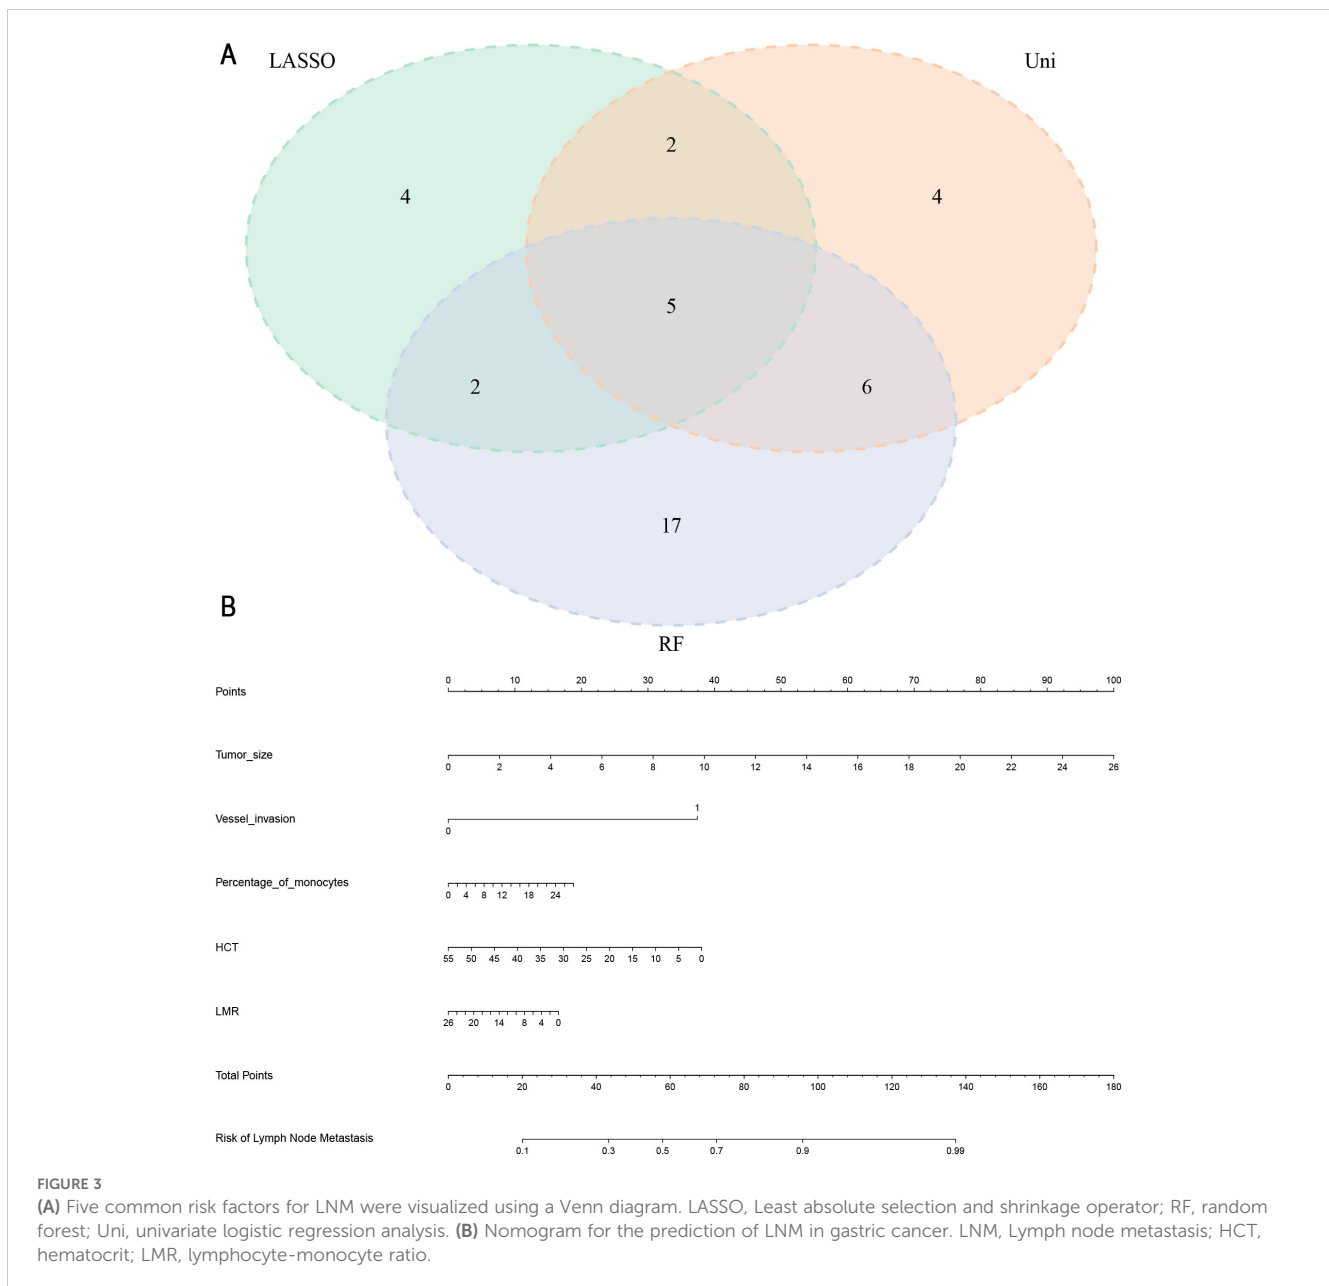 A
LASSO
Uni
2
4
4
5
2
6
17
B
RF
Points
0 10 20 30 40 50 60 70 80 90 100
Tumor_size
0 2 4 6 8 10 12 14 16 18 20 22 24 26
Vessel_invasion
1
0
Percentage_of_monocytes
0 4 8 12 18 24
HCT
55 50 45 40 35 30 25 20 15 10 5 0
LMR
26 20 14 8 4 0
Total Points
0 20 40 60 80 100 120 140 160 180
Risk of Lymph Node Metastasis
0.1 0.3 0.5 0.7 0.9 0.99
FIGURE 3
(A) Five common risk factors for LNM were visualized using a Venn diagram. LASSO, Least absolute selection and shrinkage operator; RF, random
forest; Uni, univariate logistic regression analysis. (B) Nomogram for the prediction of LNM in gastric cancer. LNM, Lymph node metastasis; HCT,
hematocrit; LMR, lymphocyte-monocyte ratio.